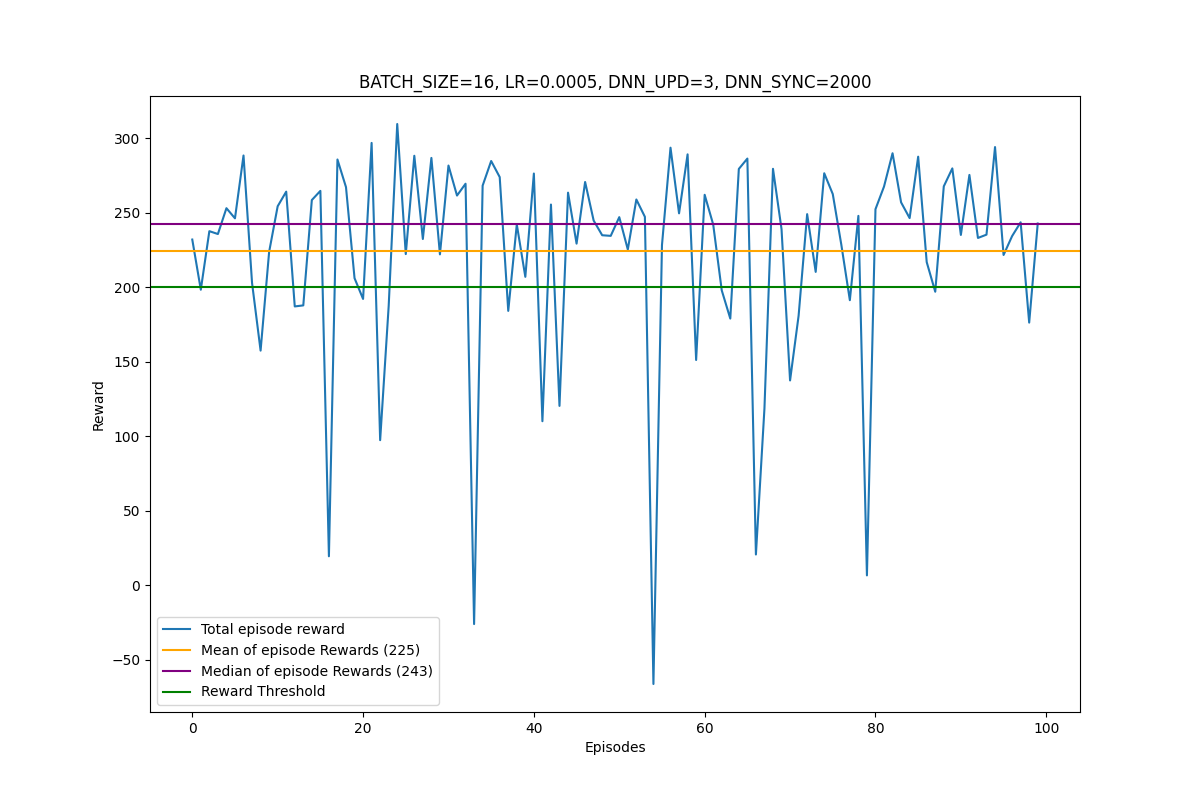 BATCH_SIZE=16, LR=0.0005, DNN_UPD=3, DNN_SYNC=2000
300
250
200
150
100
50
0
−50
Reward
Total episode reward
Mean of episode Rewards (225)
Median of episode Rewards (243)
Reward Threshold
0 20 40 60 80 100
Episodes